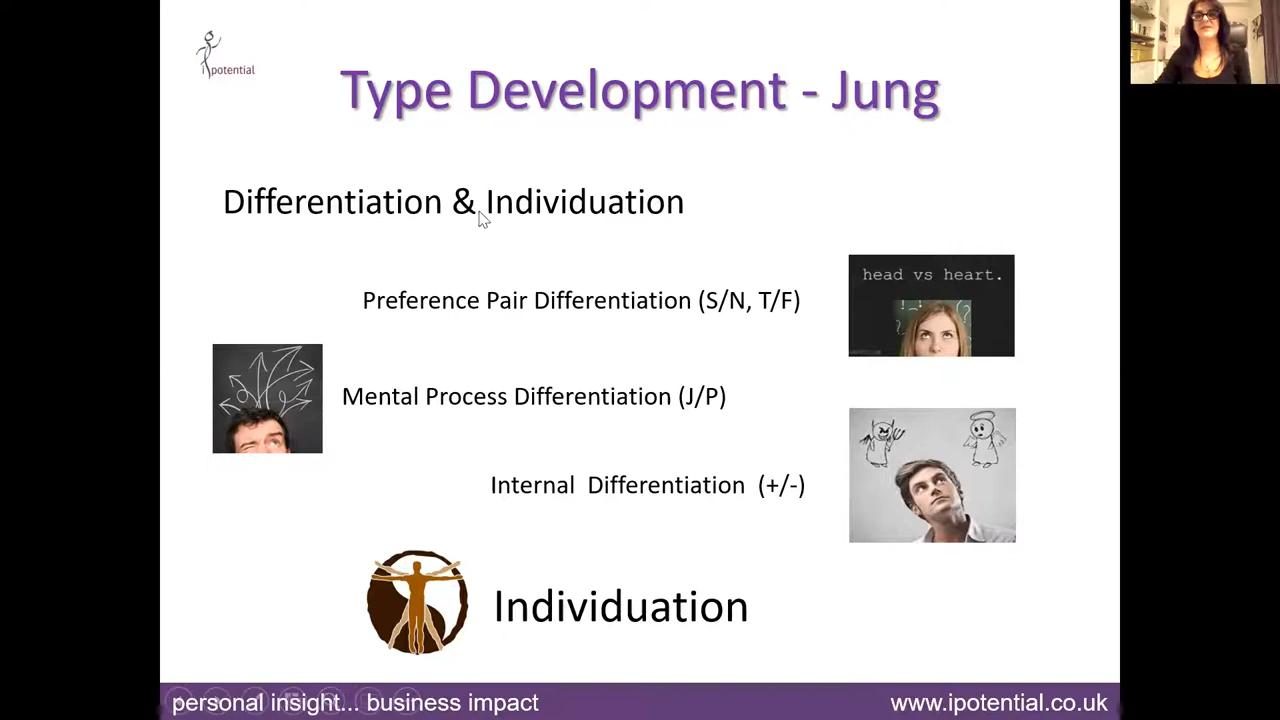 i potential
Type Development - Jung
Differentiation & Individuation
head vs heart.
Preference Pair Differentiation (S/N, T/F)
Mental Process Differentiation (J/P)
Internal Differentiation (+/-)
Individuation
personal insight... business impact
www.ipotential.co.uk